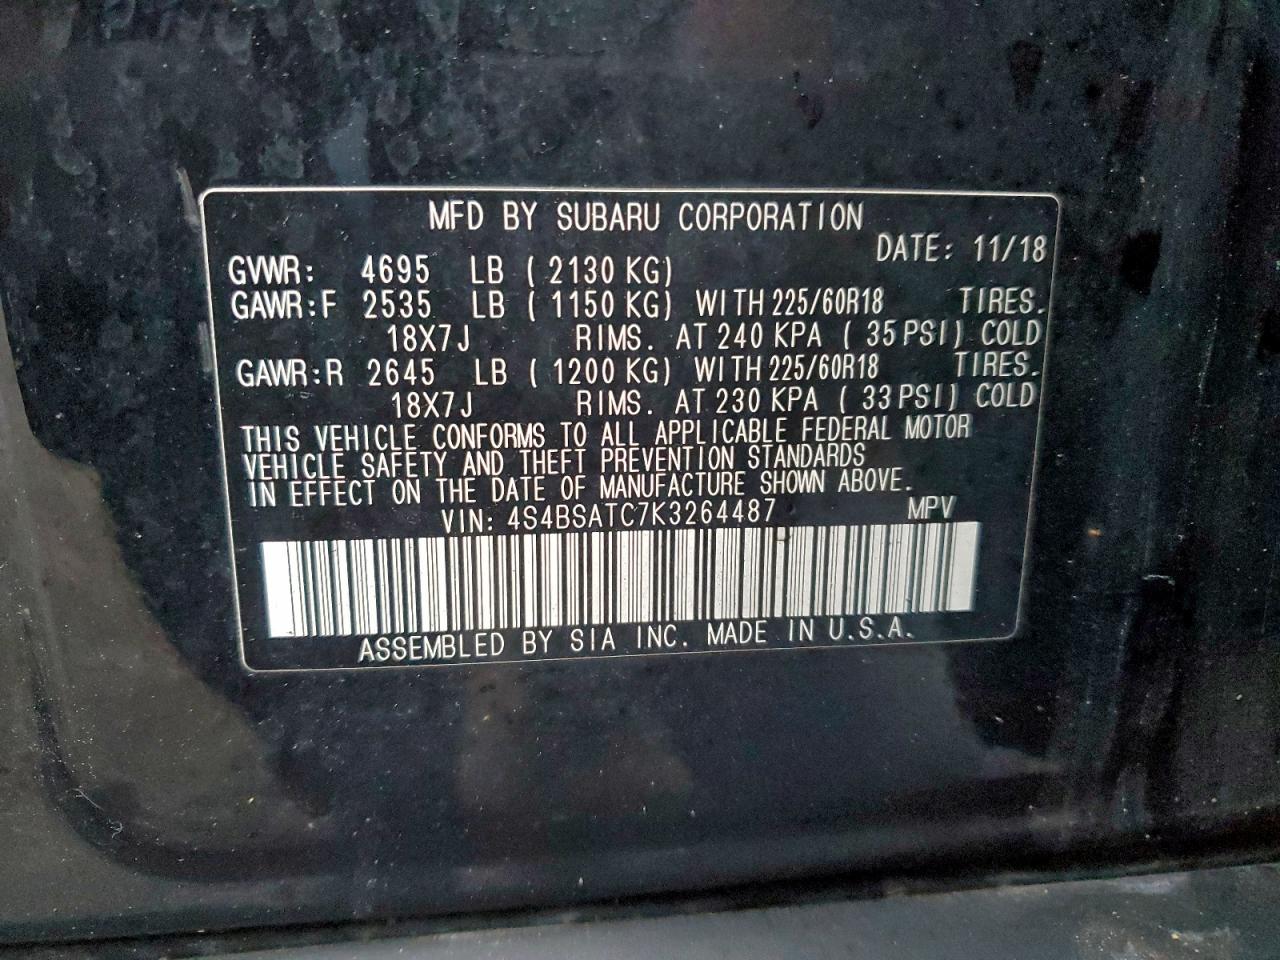 MFD BY SUBARU CORPORATION
DATE: 11/18
GVWR: 4695 LB ( 2130 KG)
GAWR:F 2535 LB ( 1150 KG) WITH 225/60R18 TIRES.
18X7J RIMS. AT 240 KPA ( 35 PSI) COLD
GAWR:R 2645 LB ( 1200 KG) WITH 225/60R18 TIRES.
18X7J RIMS. AT 230 KPA ( 33 PSI) COLD
THIS VEHICLE CONFORMS TO ALL APPLICABLE FEDERAL MOTOR
VEHICLE SAFETY AND THEFT PREVENTION STANDARDS
IN EFFECT ON THE DATE OF MANUFACTURE SHOWN ABOVE.
VIN: 4S4BSATC7K3264487 MPV
ASSEMBLED BY SIA INC. MADE IN U.S.A.